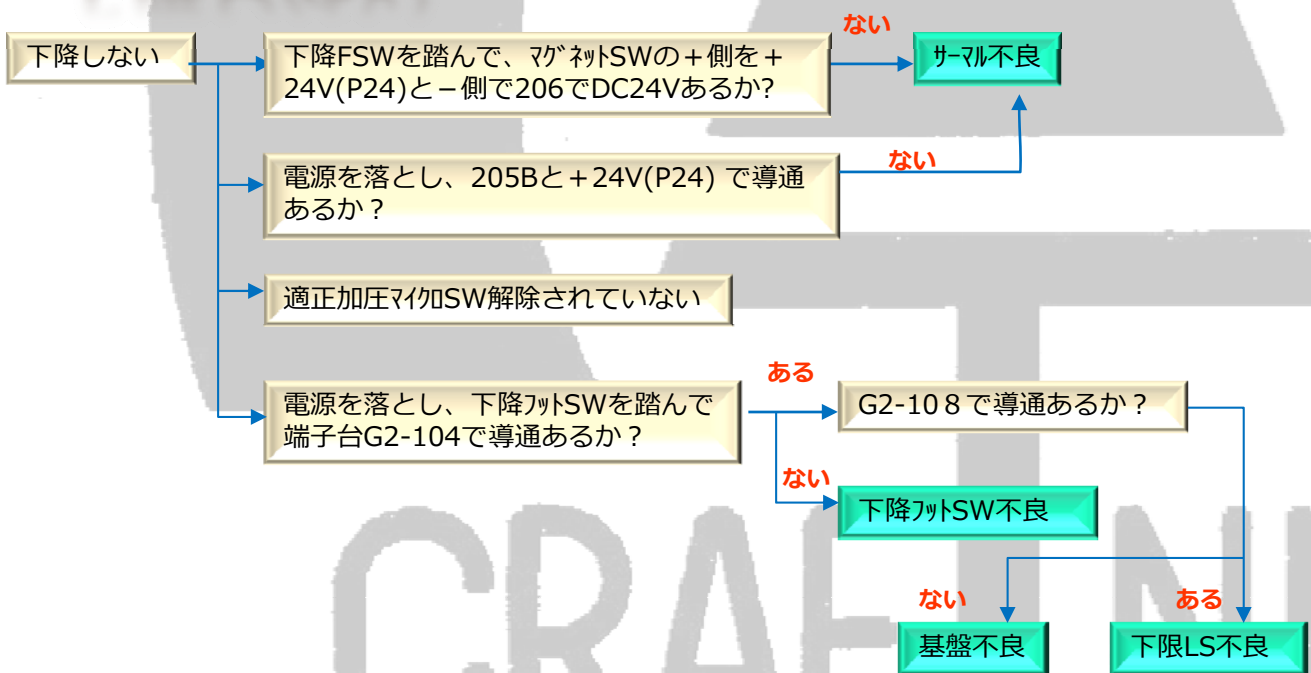 ない
下降しない
下降FSWを踏んで、ﾏｸﾞﾈｯﾄSWの＋側を＋
24V(P24)と－側で206でDC24Vあるか?
ｻｰﾏﾙ不良
ない
電源を落とし、205Bと＋24V(P24) で導通
あるか？
適正加圧ﾏｲｸﾛSW解除されていない
ある
電源を落とし、下降ﾌｯﾄSWを踏んで
端子台G2-104で導通あるか？
G2-10８で導通あるか？
ない
下降ﾌｯﾄSW不良
ない
ある
基盤不良
下限LS不良
CRAFT